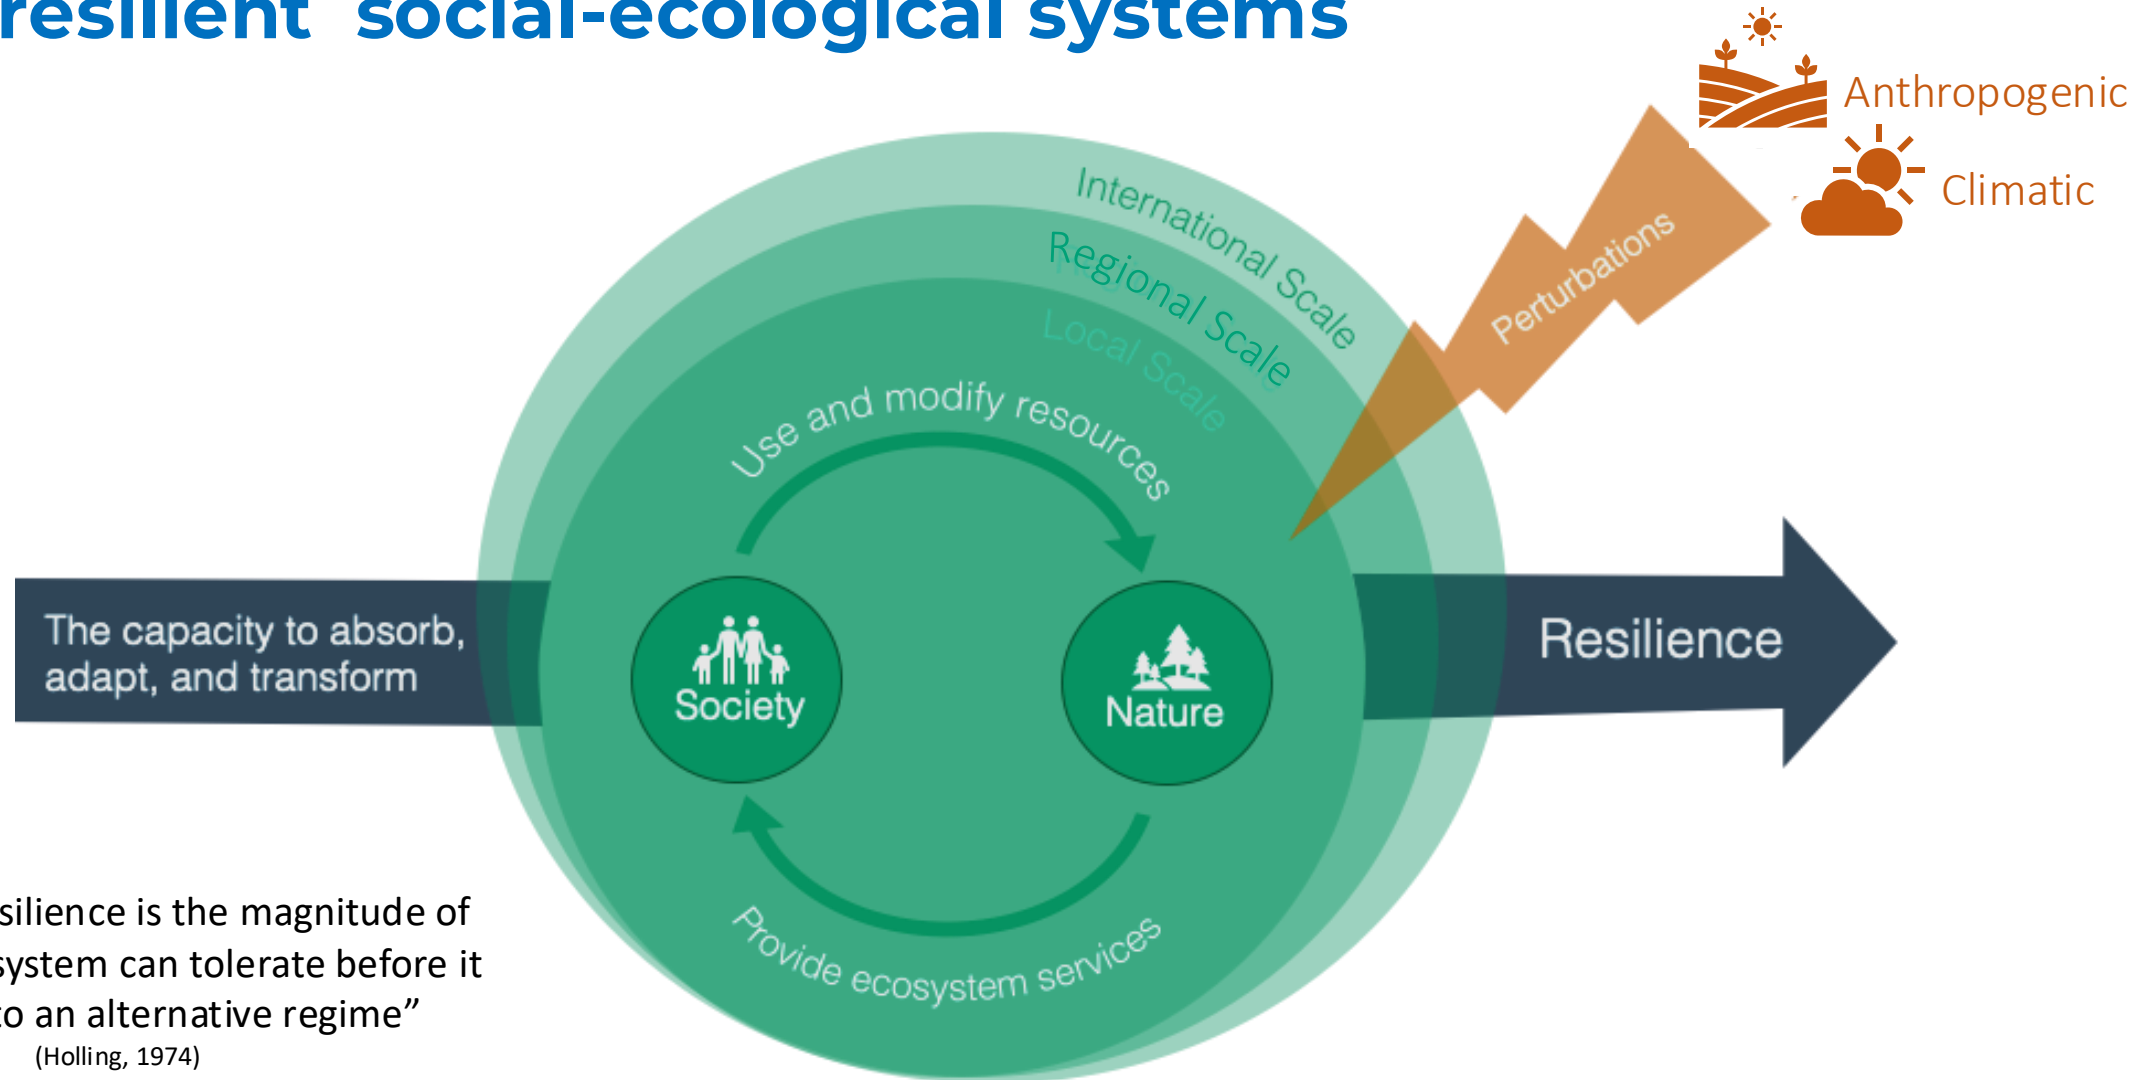 resilient social-ecological systems
Anthropogenic
Climatic
Perturbations
International Scale
Regional Scale
Local Scale
Use and modify resources
The capacity to absorb,
adapt, and transform
Society
Nature
Resilience
Provide ecosystem services
silience is the magnitude of
system can tolerate before it
to an alternative regime”
(Holling, 1974)